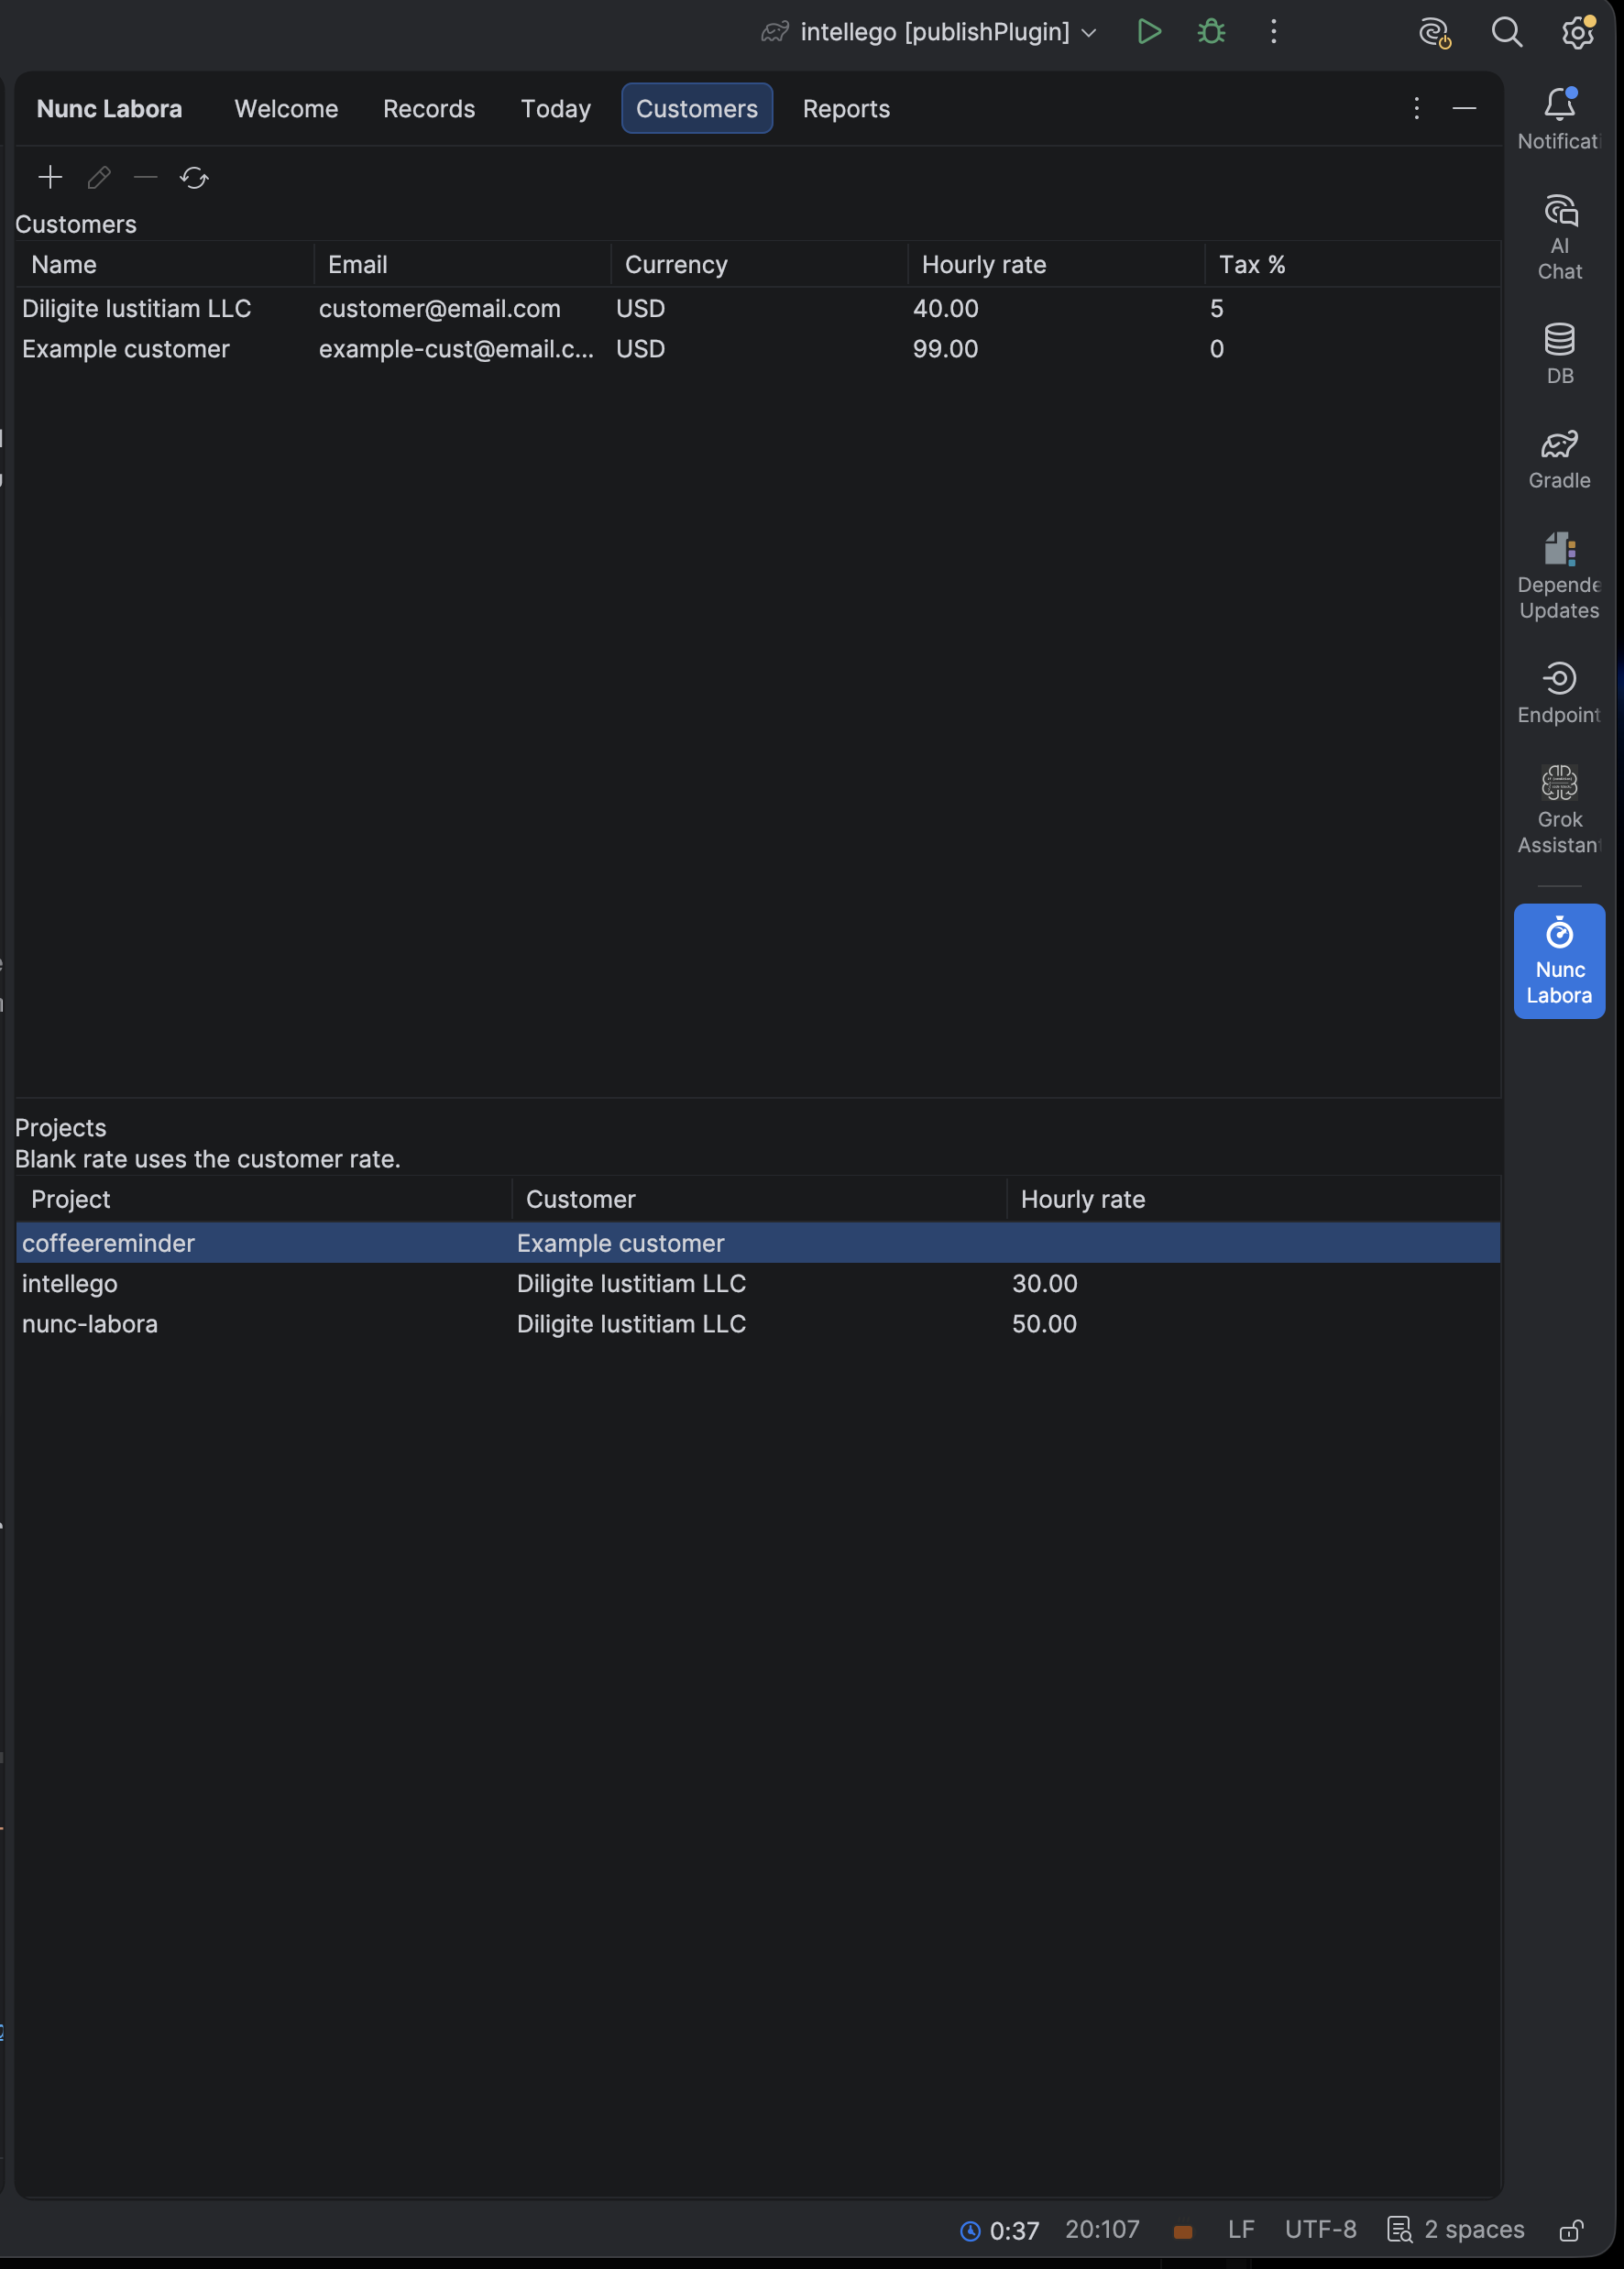 intellego [publishPlugin]
Nunc Labora Welcome Records Today Customers Reports
Customers
Name Email Currency Hourly rate Tax %
Diligite Iustitiam LLC customer@email.com USD 40.00 5
Example customer example-cust@email.c... USD 99.00 0
Projects
Blank rate uses the customer rate.
Project Customer Hourly rate
coffeereminder Example customer
intellego Diligite Iustitiam LLC 30.00
nunc-labora Diligite Iustitiam LLC 50.00
Notificati
AI
Chat
DB
Gradle
Depende
Updates
Endpoint
Grok
Assistant
Nunc
Labora
0:37 20:107 LF UTF-8 2 spaces